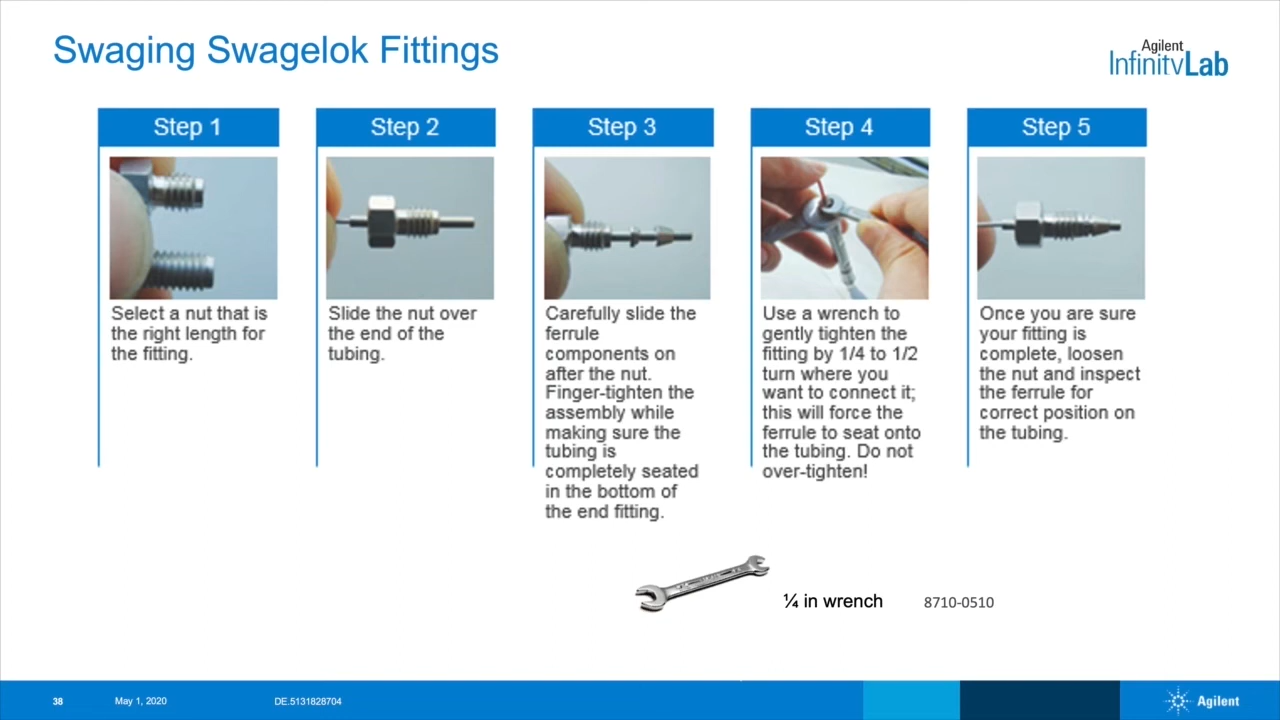 Swaging Swagelok Fittings
Agilent
InfinityLab
Step 1
Select a nut that is
the right length for
the fitting.
Step 2
Slide the nut over
the end of the
tubing.
Step 3
Carefully slide the
ferrule
components on
after the nut.
Finger-tighten the
assembly while
making sure the
tubing is
completely seated
in the bottom of
the end fitting.
Step 4
Use a wrench to
gently tighten the
fitting by 1/4 to 1/2
turn where you
want to connect it;
this will force the
ferrule to seat onto
the tubing. Do not
over-tighten!
Step 5
Once you are sure
your fitting is
complete, loosen
the nut and inspect
the ferrule for
correct position on
the tubing.
¼ in wrench
8710-0510
38
May 1, 2020
DE.5131828704
Agilent